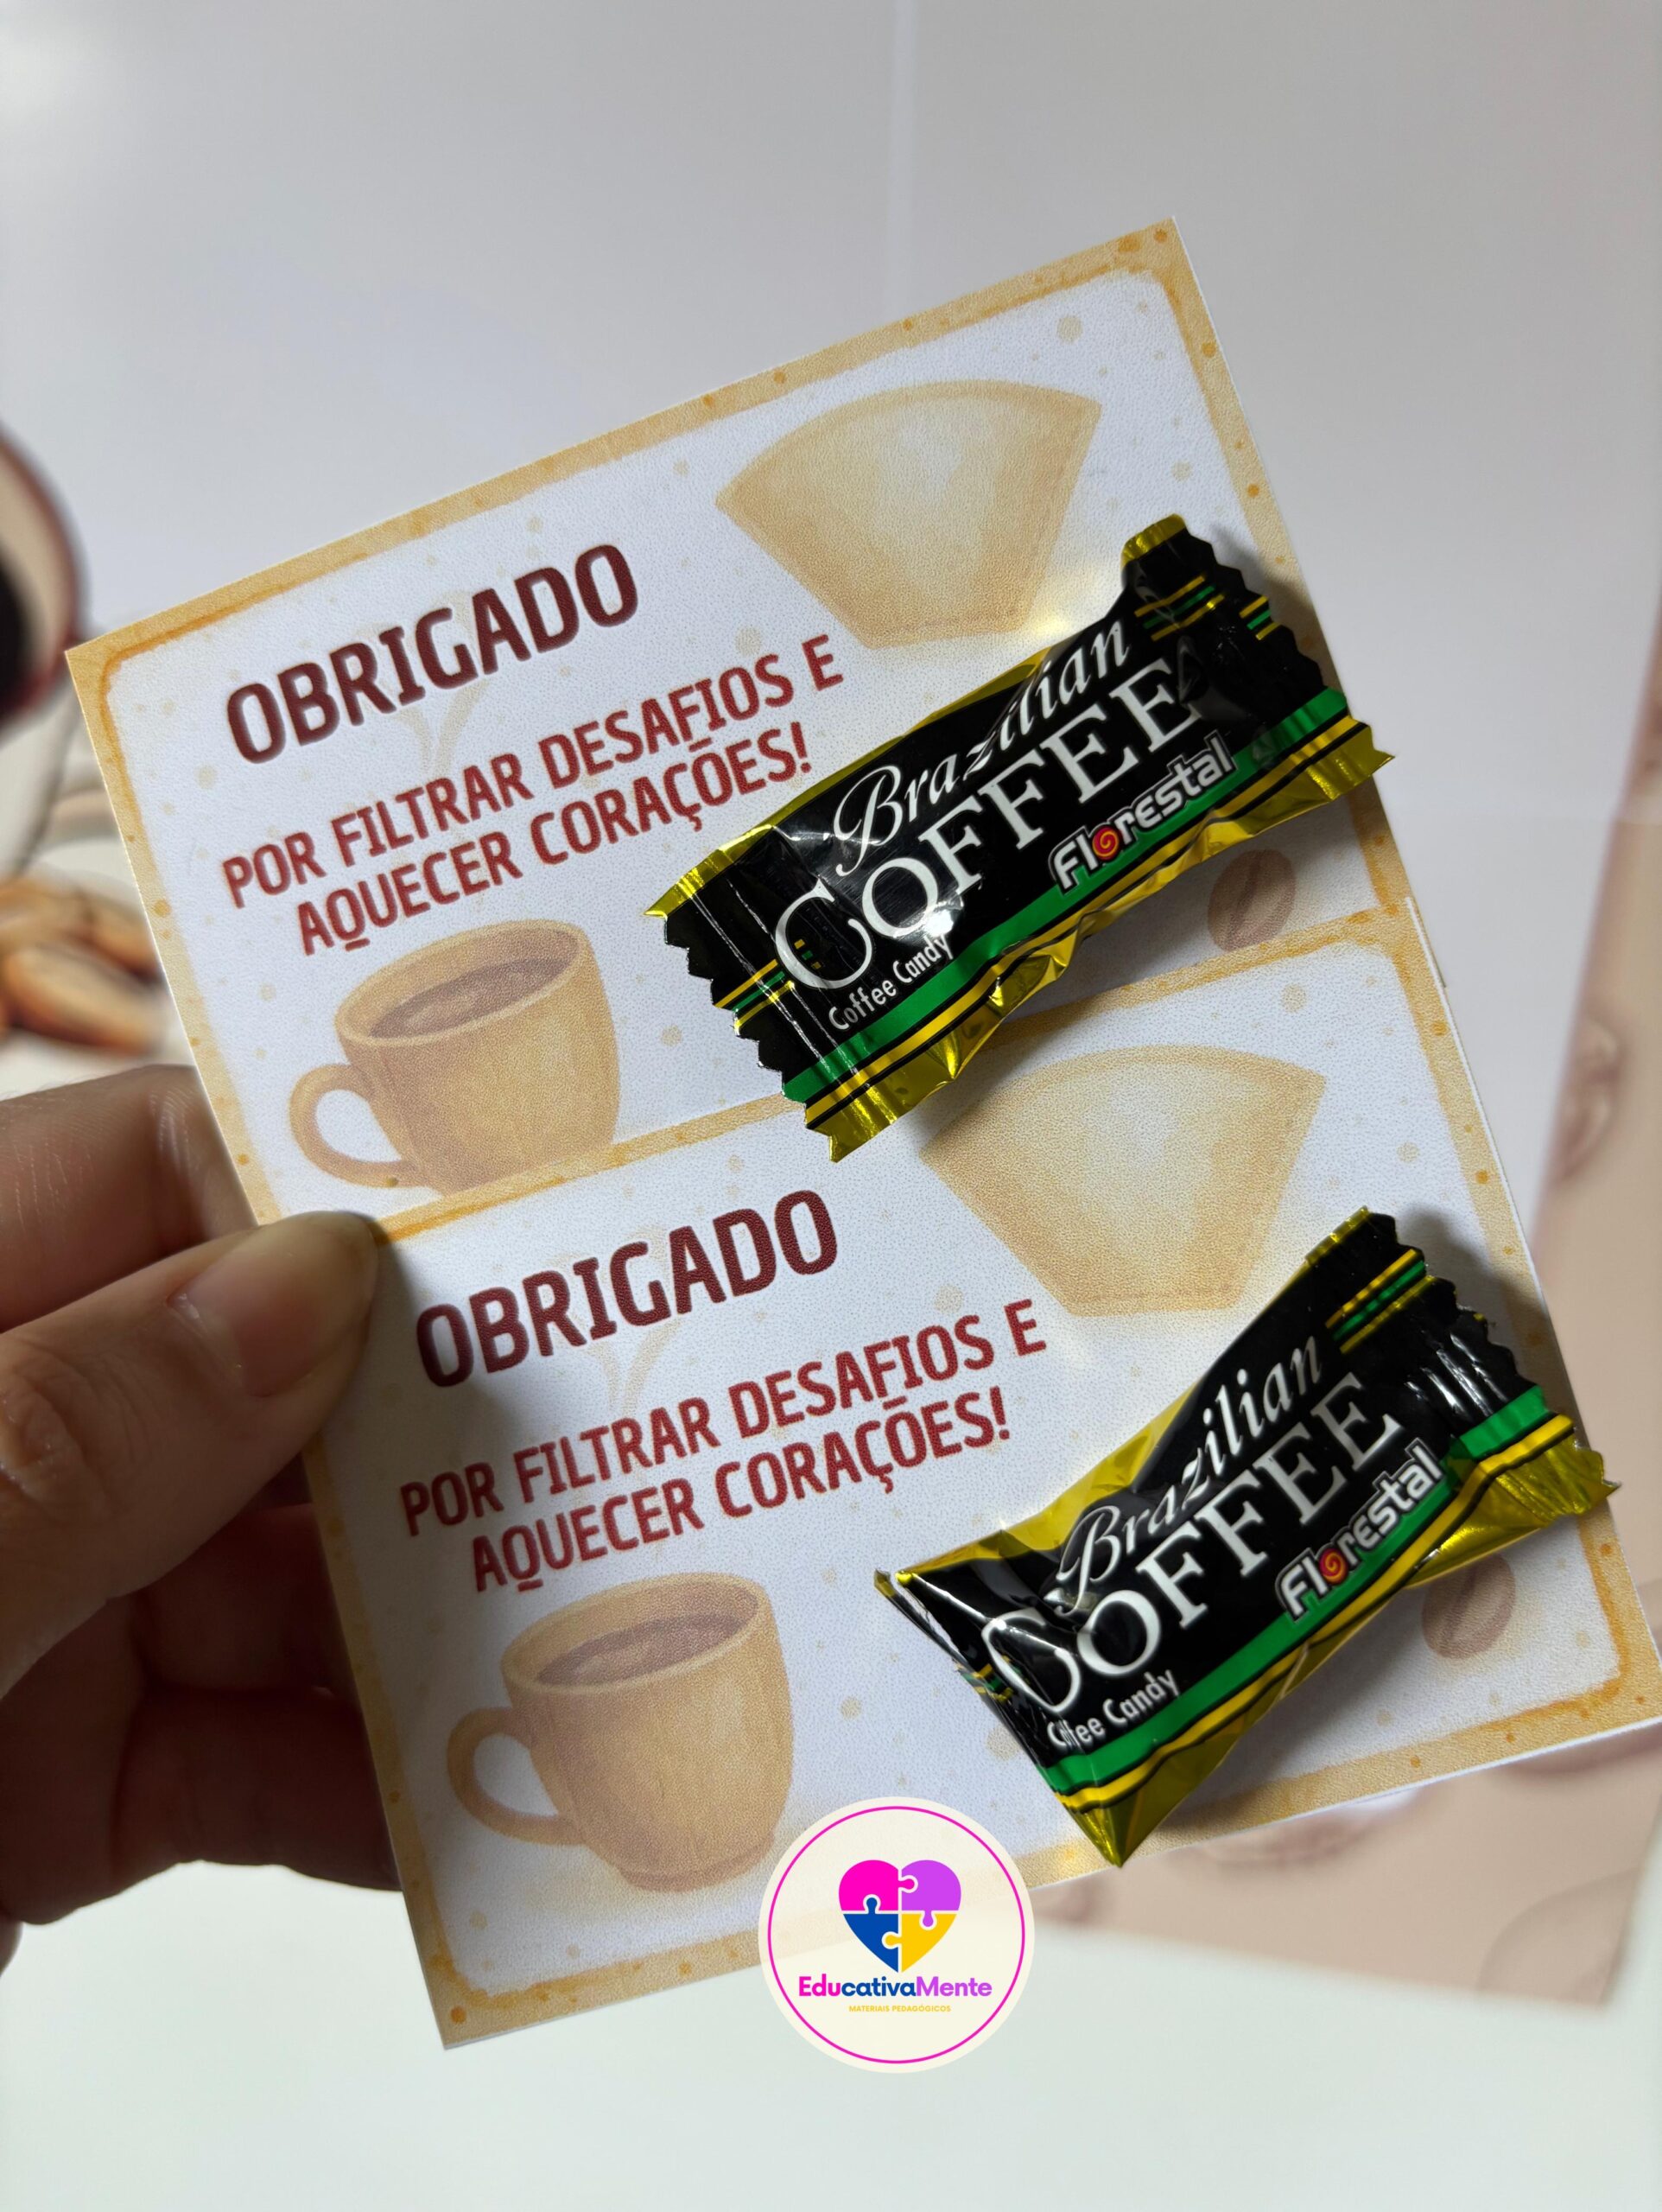 OBRIGADO
POR FILTRAR DESAFIOS E
AQUECER CORAÇÕES!
Brazilian
COFFEE
Florestal
Coffee Candy
OBRIGADO
POR FILTRAR DESAFIOS E
AQUECER CORAÇÕES!
Brazilian
COFFEE
Florestal
Coffee Candy
EducativaMente
MATERIAIS PEDAGÓGICOS